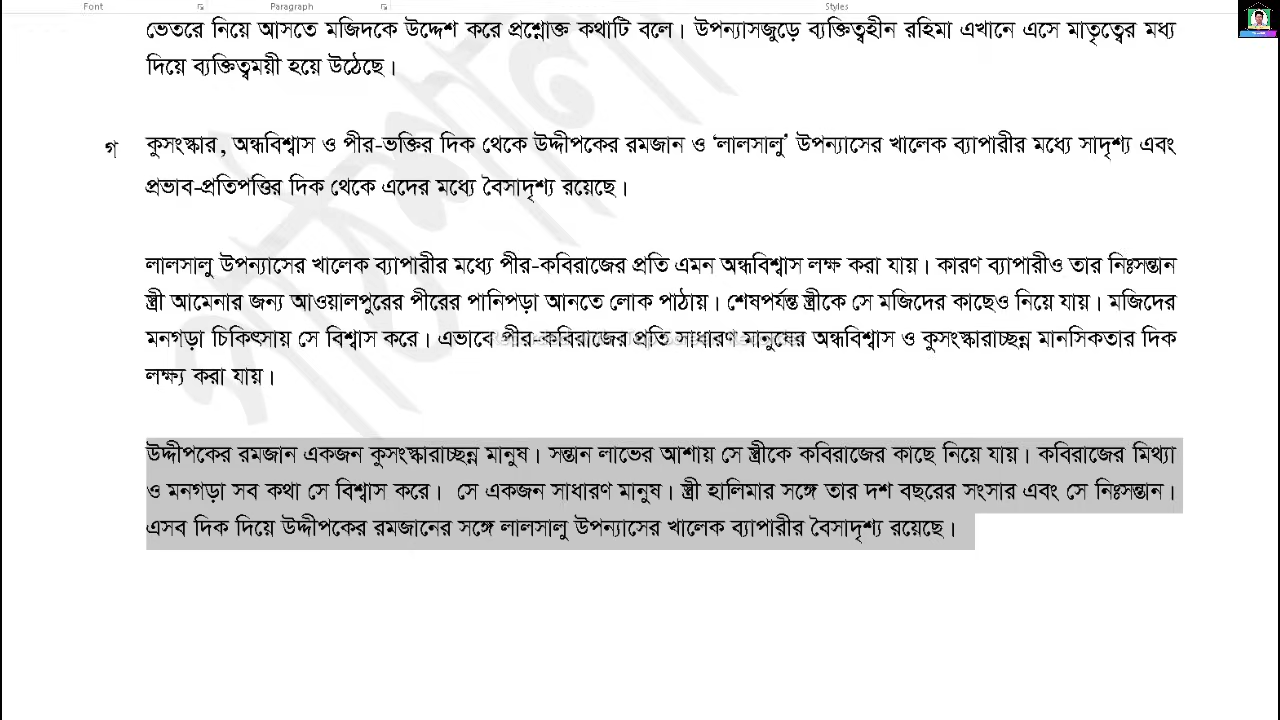 Font Paragraph Styles
ভেতরে নিয়ে আসতে মজিদকে উদ্দেশ করে প্রশ্নোক্ত কথাটি বলে। উপন্যাসজুড়ে ব্যক্তিত্বহীন রহিমা এখানে এসে মাতৃত্বের মধ্য
দিয়ে ব্যক্তিত্বময়ী হয়ে উঠেছে।
গ কুসংস্কার, অন্ধবিশ্বাস ও পীর-ভক্তির দিক থেকে উদ্দীপকের রমজান ও ‘লালসালু’ উপন্যাসের খালেক ব্যাপারীর মধ্যে সাদৃশ্য এবং
প্রভাব-প্রতিপত্তির দিক থেকে এদের মধ্যে বৈসাদৃশ্য রয়েছে।
লালসালু উপন্যাসের খালেক ব্যাপারীর মধ্যে পীর-কবিরাজের প্রতি এমন অন্ধবিশ্বাস লক্ষ করা যায়। কারণ ব্যাপারীও তার নিঃসন্তান
স্ত্রী আমেনার জন্য আওয়ালপুরের পীরের পানিপড়া আনতে লোক পাঠায়। শেষপর্যন্ত স্ত্রীকে সে মজিদের কাছেও নিয়ে যায়। মজিদের
মনগড়া চিকিৎসায় সে বিশ্বাস করে। এভাবে পীর-কবিরাজের প্রতি সাধারণ মানুষের অন্ধবিশ্বাস ও কুসংস্কারাচ্ছন্ন মানসিকতার দিক
লক্ষ্য করা যায়।
উদ্দীপকের রমজান একজন কুসংস্কারাচ্ছন্ন মানুষ। সন্তান লাভের আশায় সে স্ত্রীকে কবিরাজের কাছে নিয়ে যায়। কবিরাজের মিথ্যা
ও মনগড়া সব কথা সে বিশ্বাস করে। সে একজন সাধারণ মানুষ। স্ত্রী হালিমার সঙ্গে তার দশ বছরের সংসার এবং সে নিঃসন্তান।
এসব দিক দিয়ে উদ্দীপকের রমজানের সঙ্গে লালসালু উপন্যাসের খালেক ব্যাপারীর বৈসাদৃশ্য রয়েছে।